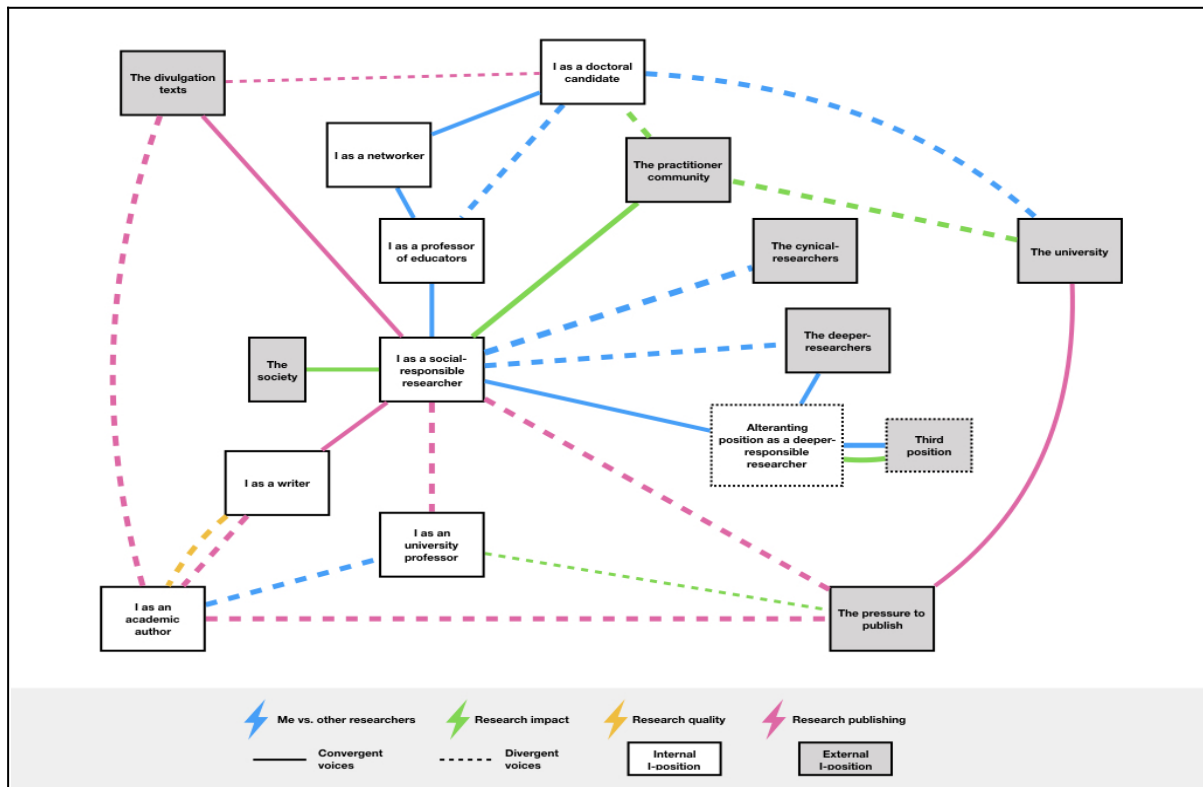 The divulgation
texts
I as a doctoral
candidate
I as a networker
The practitioner
community
I as a professor
of educators
The cynical-
researchers
The university
The
society
I as a social-
responsible
researcher
The deeper-
researchers
Alteranting
position as a deeper-
responsible
researcher
Third
position
I as a writer
I as an
university
professor
I as an
academic
author
The pressure to
publish
Me vs. other researchers
Research impact
Research quality
Research publishing
Convergent
voices
Divergent
voices
Internal
I-position
External
I-position